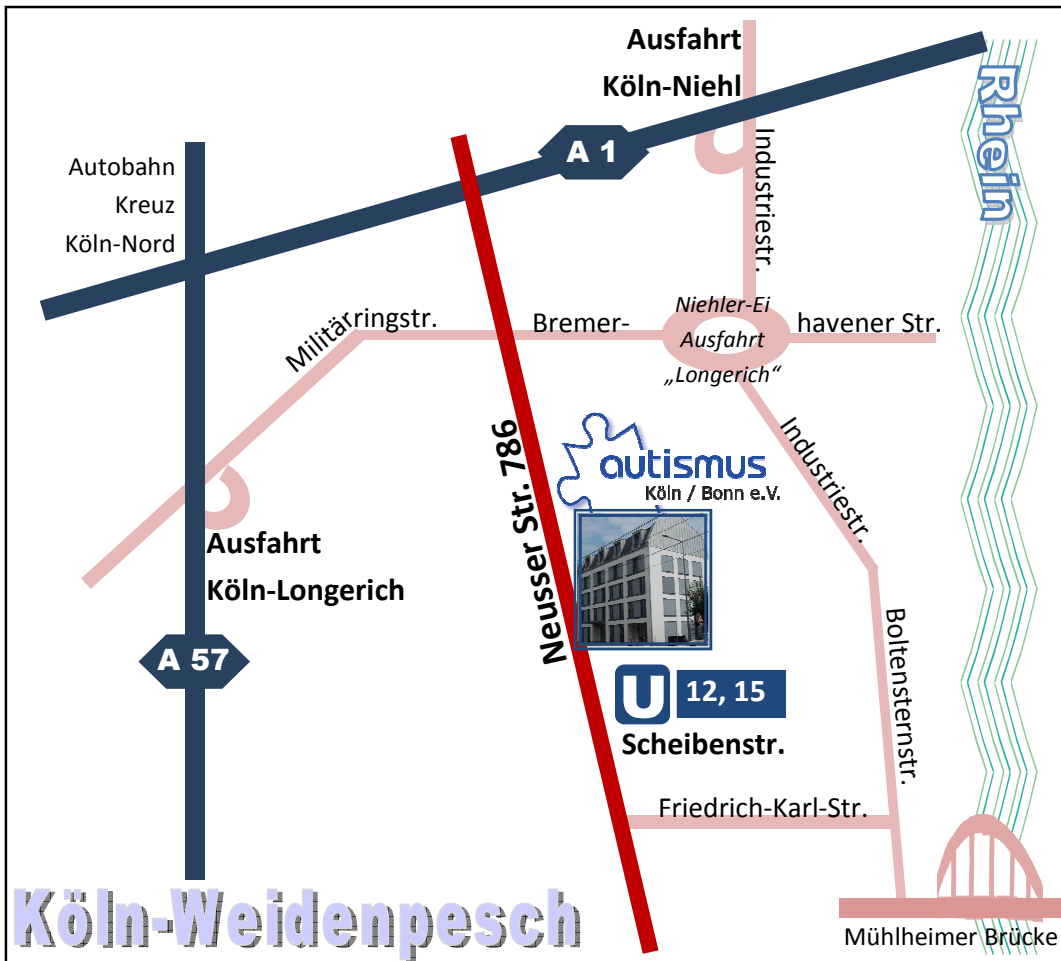 Ausfahrt
Köln-Niehl
Rhein
A 1
Industriestr.
Autobahn
Kreuz
Köln-Nord
Militärringstr.
Bremer-
Niehler-Ei
Ausfahrt
„Longerich“
havener Str.
Neusser Str. 786
autismus
Köln / Bonn e.V.
Industriestr.
Ausfahrt
Köln-Longerich
A 57
Boltensternstr.
U
12, 15
Scheibenstr.
Friedrich-Karl-Str.
Köln-Weidenpesch
Mühlheimer Brücke